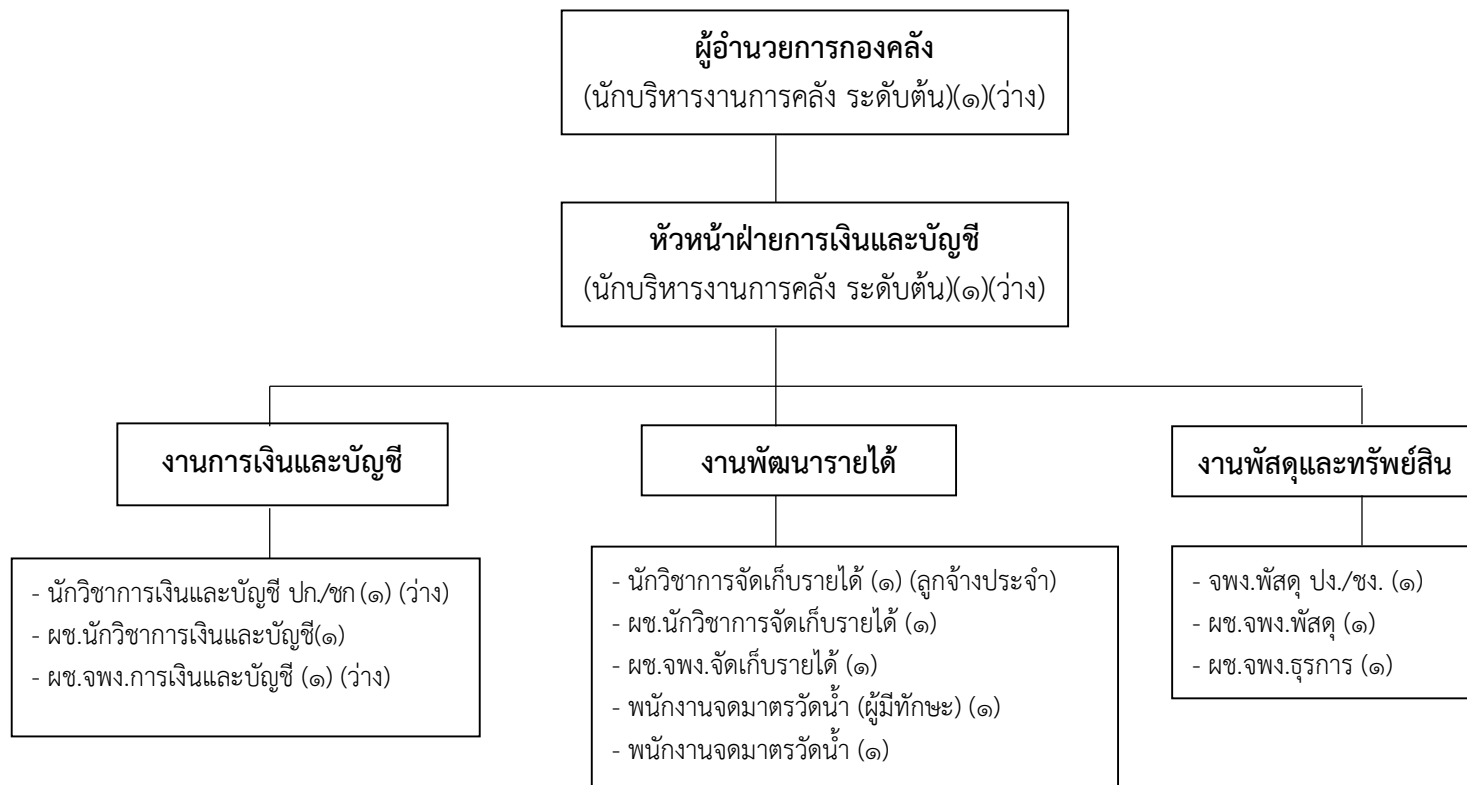 ผู้อำนวยการกองคลัง
(นักบริหารงานการคลัง ระดับต้น)(๑)(ว่าง)
หัวหน้าฝ่ายการเงินและบัญชี
(นักบริหารงานการคลัง ระดับต้น)(๑)(ว่าง)
งานการเงินและบัญชี
- นักวิชาการเงินและบัญชี ปก./ชก (๑) (ว่าง)
- ผช.นักวิชาการเงินและบัญชี(๑)
- ผช.จพง.การเงินและบัญชี (๑) (ว่าง)
งานพัฒนารายได้
- นักวิชาการจัดเก็บรายได้ (๑) (ลูกจ้างประจำ)
- ผช.นักวิชาการจัดเก็บรายได้ (๑)
- ผช.จพง.จัดเก็บรายได้ (๑)
- พนักงานจดมาตรวัดน้ำ (ผู้มีทักษะ) (๑)
- พนักงานจดมาตรวัดน้ำ (๑)
งานพัสดุและทรัพย์สิน
- จพง.พัสดุ ปง./ชง. (๑)
- ผช.จพง.พัสดุ (๑)
- ผช.จพง.ธุรการ (๑)